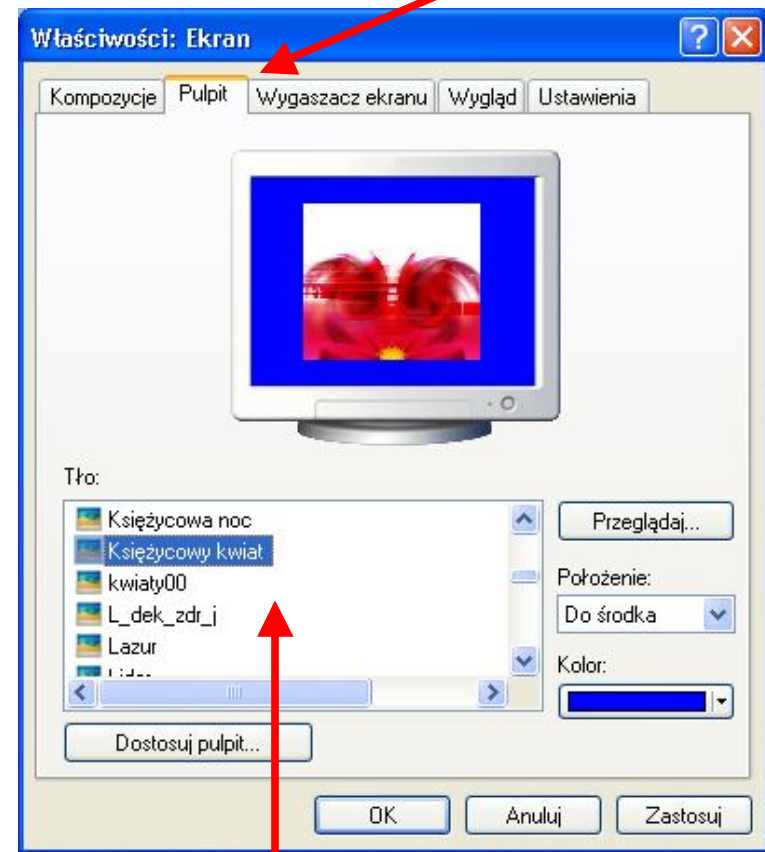 Właściwości: Ekran
Kompozycje Pulpit Wygaszacz ekranu Wygląd Ustawienia
Tło:
Księżycowa noc
Księżycowy kwiat
kwiaty00
L_dek_zdr_j
Lazur
Przeglądaj...
Położenie:
Do środka
Kolor:
Dostosuj pulpit...
OK Anuluj Zastosuj